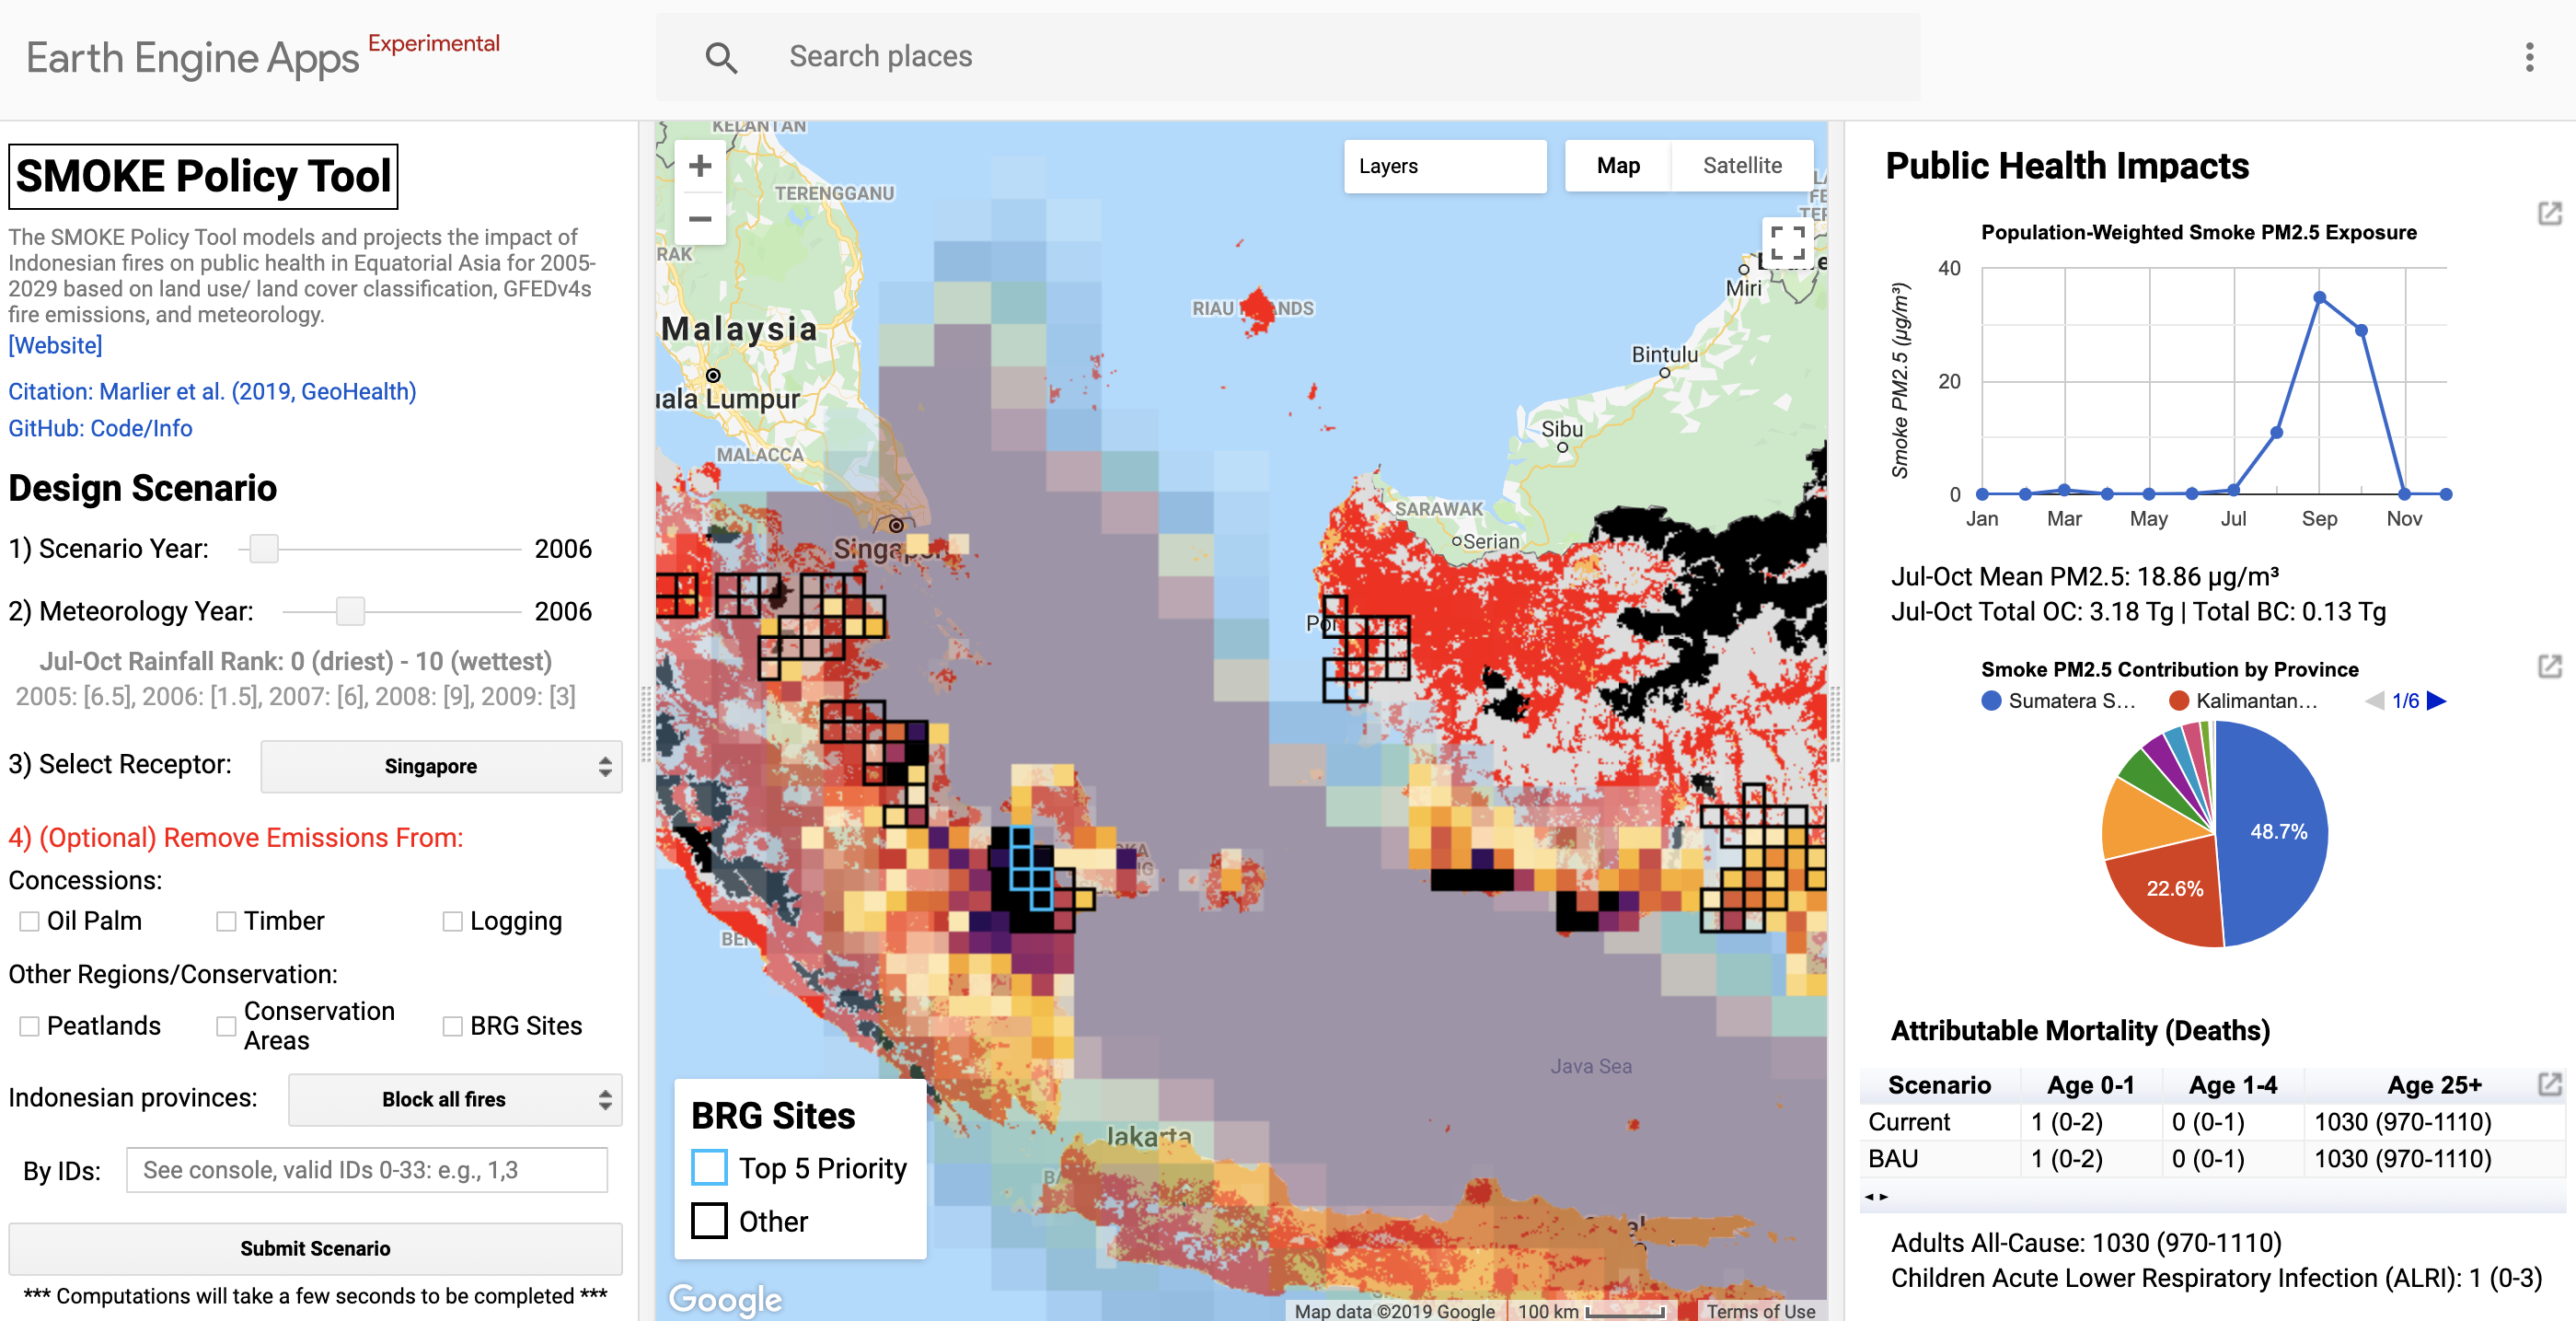 Earth Engine Apps Experimental
Search places
SMOKE Policy Tool
The SMOKE Policy Tool models and projects the impact of
Indonesian fires on public health in Equatorial Asia for 2005-
2029 based on land use/ land cover classification, GFEDv4s
fire emissions, and meteorology.
[Website]
Citation: Marlier et al. (2019, GeoHealth)
GitHub: Code/Info
Design Scenario
1) Scenario Year: 2006
2) Meteorology Year: 2006
Jul-Oct Rainfall Rank: 0 (driest) - 10 (wettest)
2005: [6.5], 2006: [1.5], 2007: [6], 2008: [9], 2009: [3]
3) Select Receptor: Singapore
4) (Optional) Remove Emissions From:
Concessions:
Oil Palm Timber Logging
Other Regions/Conservation:
Peatlands Conservation Areas BRG Sites
Indonesian provinces: Block all fires
By IDs: See console, valid IDs 0-33: e.g., 1,3
Submit Scenario
*** Computations will take a few seconds to be completed ***
+
−
Layers
Map Satellite
KELANTAN
TERENGGANU
RAK
Malaysia
uala Lumpur
MALACCA
Singapore
Miri
Bintulu
Sibu
SARAWAK
Serian
Java Sea
Jakarta
BRG Sites
Top 5 Priority
Other
Google
Map data ©2019 Google 100 km Terms of Use
Public Health Impacts
Population-Weighted Smoke PM2.5 Exposure
Smoke PM2.5 (µg/m³)
40
20
0
Jan Mar May Jul Sep Nov
Jul-Oct Mean PM2.5: 18.86 µg/m³
Jul-Oct Total OC: 3.18 Tg | Total BC: 0.13 Tg
Smoke PM2.5 Contribution by Province
Sumatera S... Kalimantan... 1/6
48.7%
22.6%
Attributable Mortality (Deaths)
Scenario Age 0-1 Age 1-4 Age 25+
Current 1 (0-2) 0 (0-1) 1030 (970-1110)
BAU 1 (0-2) 0 (0-1) 1030 (970-1110)
Adults All-Cause: 1030 (970-1110)
Children Acute Lower Respiratory Infection (ALRI): 1 (0-3)